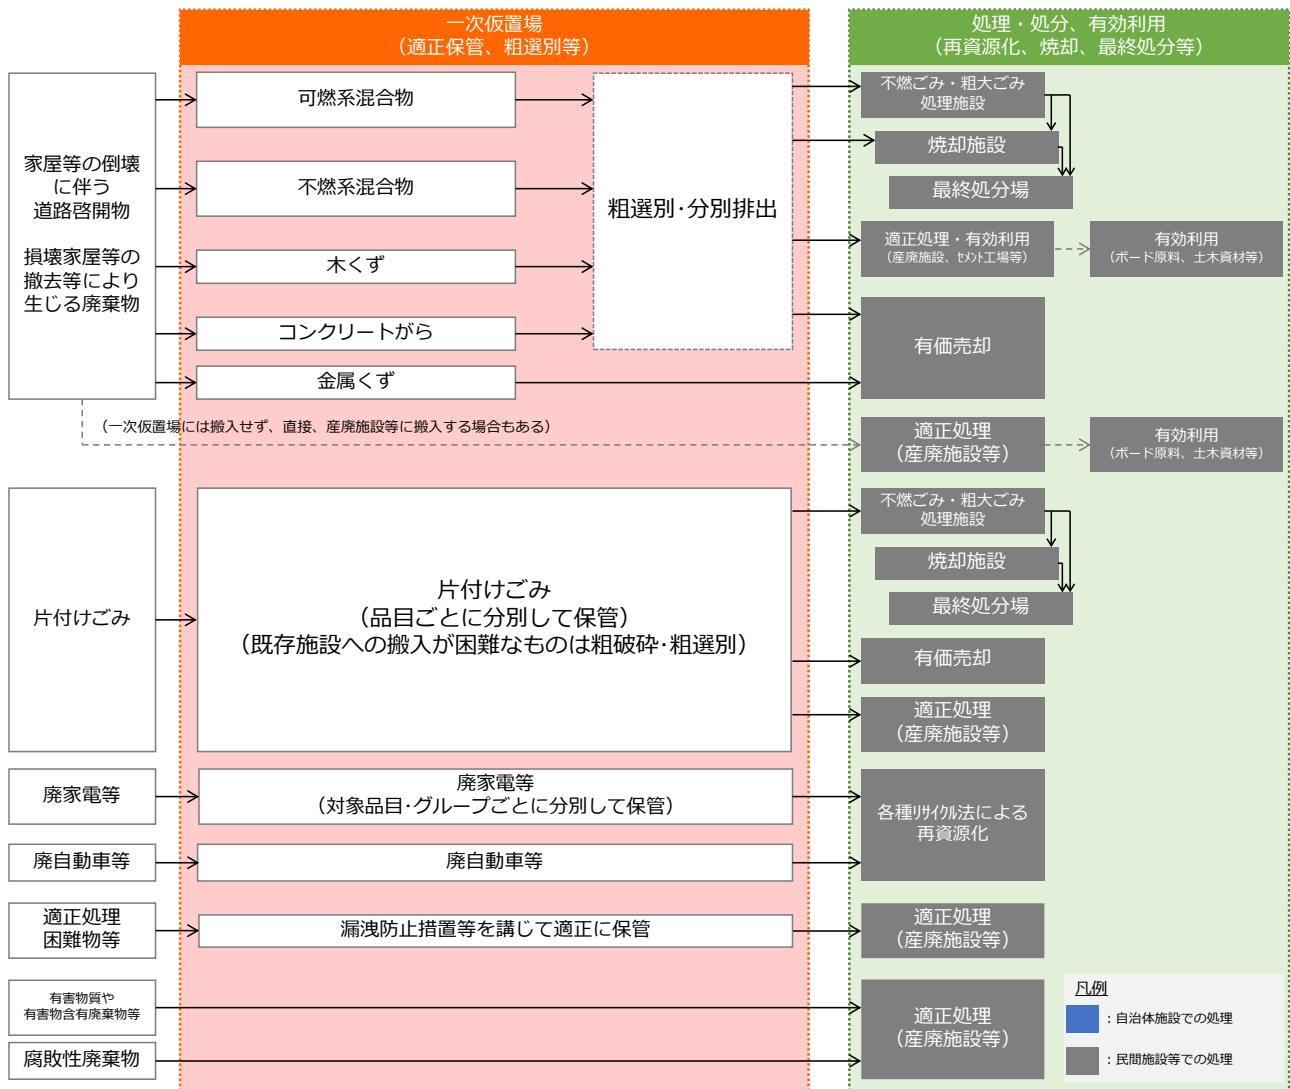 一次仮置場
（適正保管、粗選別等）
処理・処分、有効利用
（再資源化、焼却、最終処分等）
家屋等の倒壊
に伴う
道路啓開物
損壊家屋等の
撤去等により
生じる廃棄物
可燃系混合物
不燃系混合物
木くず
コンクリートがら
金属くず
粗選別･分別排出
不燃ごみ・粗大ごみ
処理施設
焼却施設
最終処分場
適正処理・有効利用
（産廃施設、ｾﾒﾝﾄ工場等）
有効利用
（ボード原料、土木資材等）
有価売却
（一次仮置場には搬入せず、直接、産廃施設等に搬入する場合もある）
適正処理
（産廃施設等）
有効利用
（ボード原料、土木資材等）
片付けごみ
片付けごみ
（品目ごとに分別して保管）
（既存施設への搬入が困難なものは粗破砕･粗選別）
不燃ごみ・粗大ごみ
処理施設
焼却施設
最終処分場
有価売却
適正処理
（産廃施設等）
廃家電等
廃家電等
（対象品目･グループごとに分別して保管）
各種ﾘｻｲｸﾙ法による
再資源化
廃自動車等
廃自動車等
適正処理
困難物等
漏洩防止措置等を講じて適正に保管
適正処理
（産廃施設等）
有害物質や
有害物含有廃棄物等
腐敗性廃棄物
適正処理
（産廃施設等）
凡例
：自治体施設での処理
：民間施設等での処理